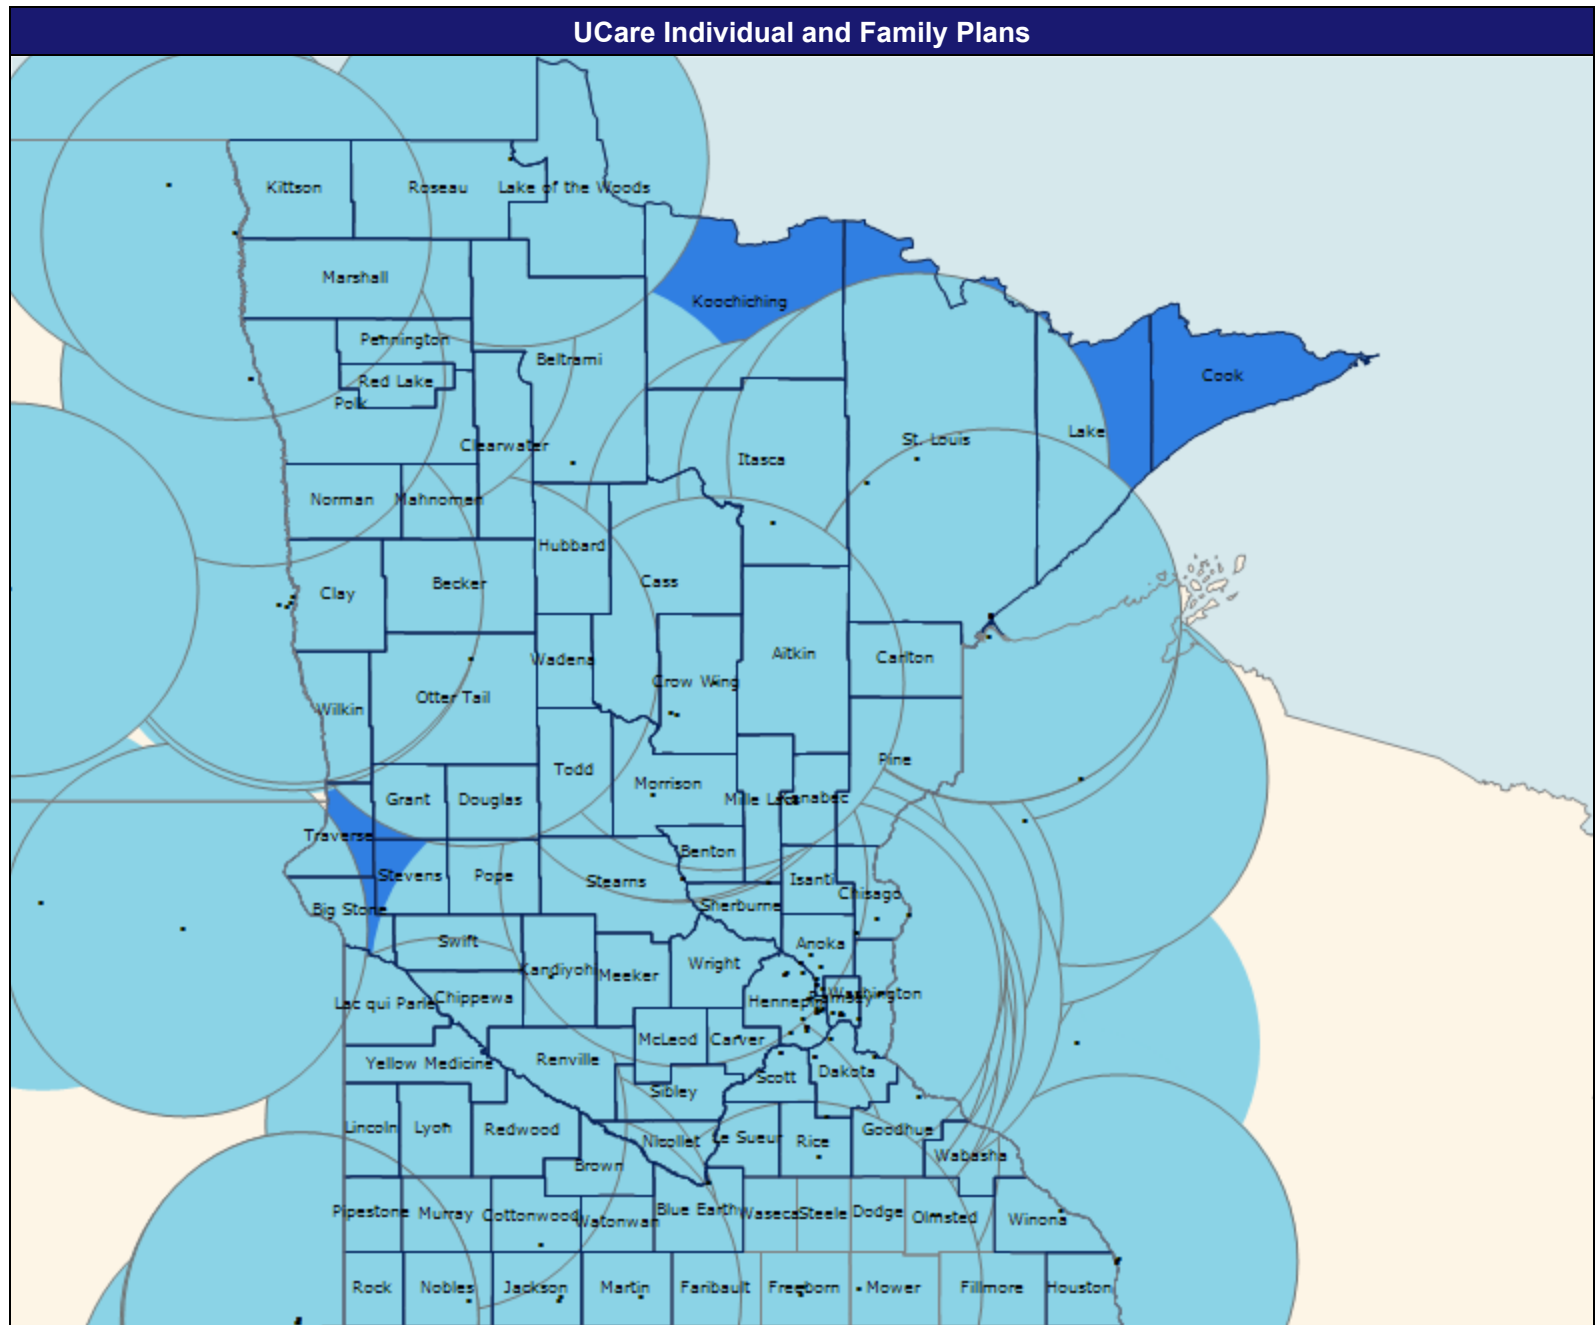 UCare Individual and Family Plans
Kittson
Roseau
Lake of the Woods
Marshall
Koochiching
Pennington
Beltrami
Red Lake
Polk
Cook
Clearwater
St. Louis
Lake
Itasca
Norman
Mahnomen
Hubbard
Cass
Becker
Clay
Aitkin
Carlton
Wadena
Crow Wing
Otter Tail
Wilkin
Pine
Todd
Morrison
Grant
Douglas
Mille Lacs
Kanabec
Traverse
Benton
Stevens
Pope
Stearns
Isanti
Chisago
Big Stone
Sherburne
Swift
Anoka
Wright
Kandiyohi
Meeker
Lac qui Parle
Chippewa
Hennepin
Ramsey
Washington
McLeod
Carver
Yellow Medicine
Renville
Scott
Dakota
Sibley
Lincoln
Lyon
Redwood
Nicollet
Le Sueur
Rice
Goodhue
Wabasha
Brown
Pipestone
Murray
Cottonwood
Watonwan
Blue Earth
Waseca
Steele
Dodge
Olmsted
Winona
Rock
Nobles
Jackson
Martin
Faribault
Freeborn
Mower
Fillmore
Houston